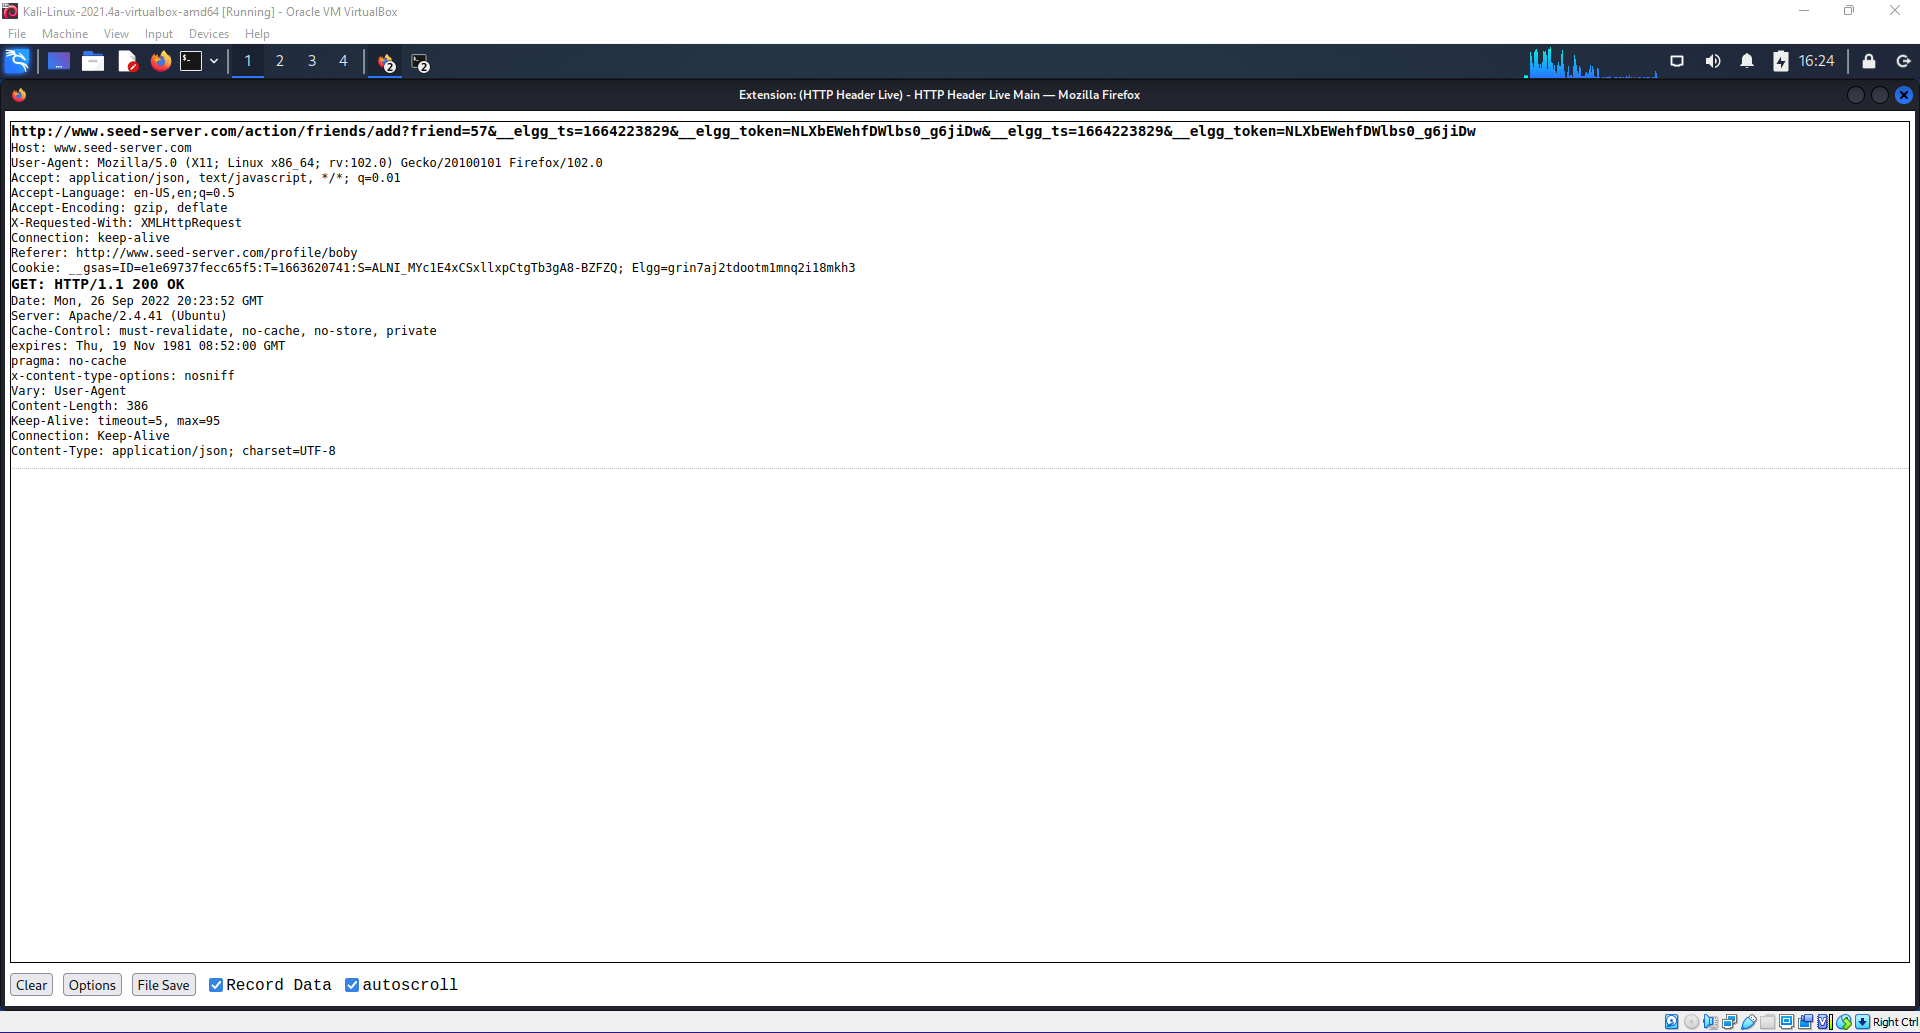 Kali-Linux-2021.4a-virtualbox-amd64 [Running] - Oracle VM VirtualBox
File Machine View Input Devices Help
1 2 3 4 2 2 16:24
Extension: (HTTP Header Live) - HTTP Header Live Main — Mozilla Firefox
http://www.seed-server.com/action/friends/add?friend=57&__elgg_ts=1664223829&__elgg_token=NLXbEWehfDWlbs0_g6jiDw&__elgg_ts=1664223829&__elgg_token=NLXbEWehfDWlbs0_g6jiDw
Host: www.seed-server.com
User-Agent: Mozilla/5.0 (X11; Linux x86_64; rv:102.0) Gecko/20100101 Firefox/102.0
Accept: application/json, text/javascript, */*; q=0.01
Accept-Language: en-US,en;q=0.5
Accept-Encoding: gzip, deflate
X-Requested-With: XMLHttpRequest
Connection: keep-alive
Referer: http://www.seed-server.com/profile/boby
Cookie: __gsas=ID=e1e69737fecc65f5:T=1663620741:S=ALNI_MYc1E4xCSxllxpCtgTb3gA8-BZFZQ; Elgg=grin7aj2tdootm1mnq2i18mkh3
GET: HTTP/1.1 200 OK
Date: Mon, 26 Sep 2022 20:23:52 GMT
Server: Apache/2.4.41 (Ubuntu)
Cache-Control: must-revalidate, no-cache, no-store, private
expires: Thu, 19 Nov 1981 08:52:00 GMT
pragma: no-cache
x-content-type-options: nosniff
Vary: User-Agent
Content-Length: 386
Keep-Alive: timeout=5, max=95
Connection: Keep-Alive
Content-Type: application/json; charset=UTF-8
Clear Options File Save Record Data autoscroll
Right Ctrl